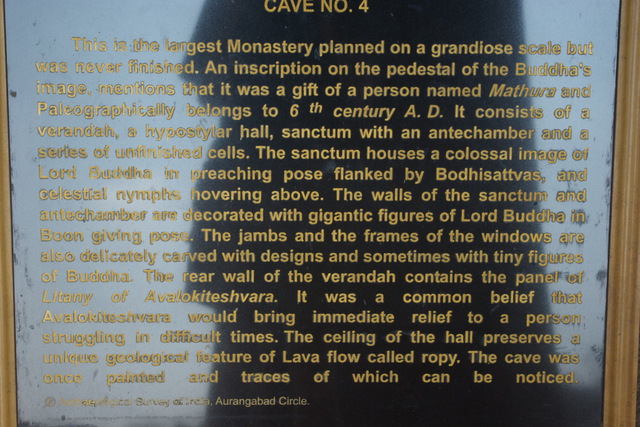 CAVE NO. 4
This is the largest Monastery planned on a grandiose scale but
was never finished. An inscription on the pedestal of the Buddha's
image, mentions that it was a gift of a person named Mathura and
Paleographically belongs to 6 th century A. D. It consists of a
verandah, a hypostylar hall, sanctum with an antechamber and a
series of unfinished cells. The sanctum houses a colossal image of
Lord Buddha in preaching pose flanked by Bodhisattvas, and
celestial nymphs hovering above. The walls of the sanctum and
antechamber are decorated with gigantic figures of Lord Buddha in
Boon giving pose. The jambs and the frames of the windows are
also delicately carved with designs and sometimes with tiny figures
of Buddha. The rear wall of the verandah contains the panel of
Litany of Avalokiteshvara. It was a common belief that
Avalokiteshvara would bring immediate relief to a person
struggling in difficult times. The ceiling of the hall preserves a
unique geological feature of Lava flow called ropy. The cave was
once painted and traces of which can be noticed.
© Archaeological Survey of India, Aurangabad Circle.